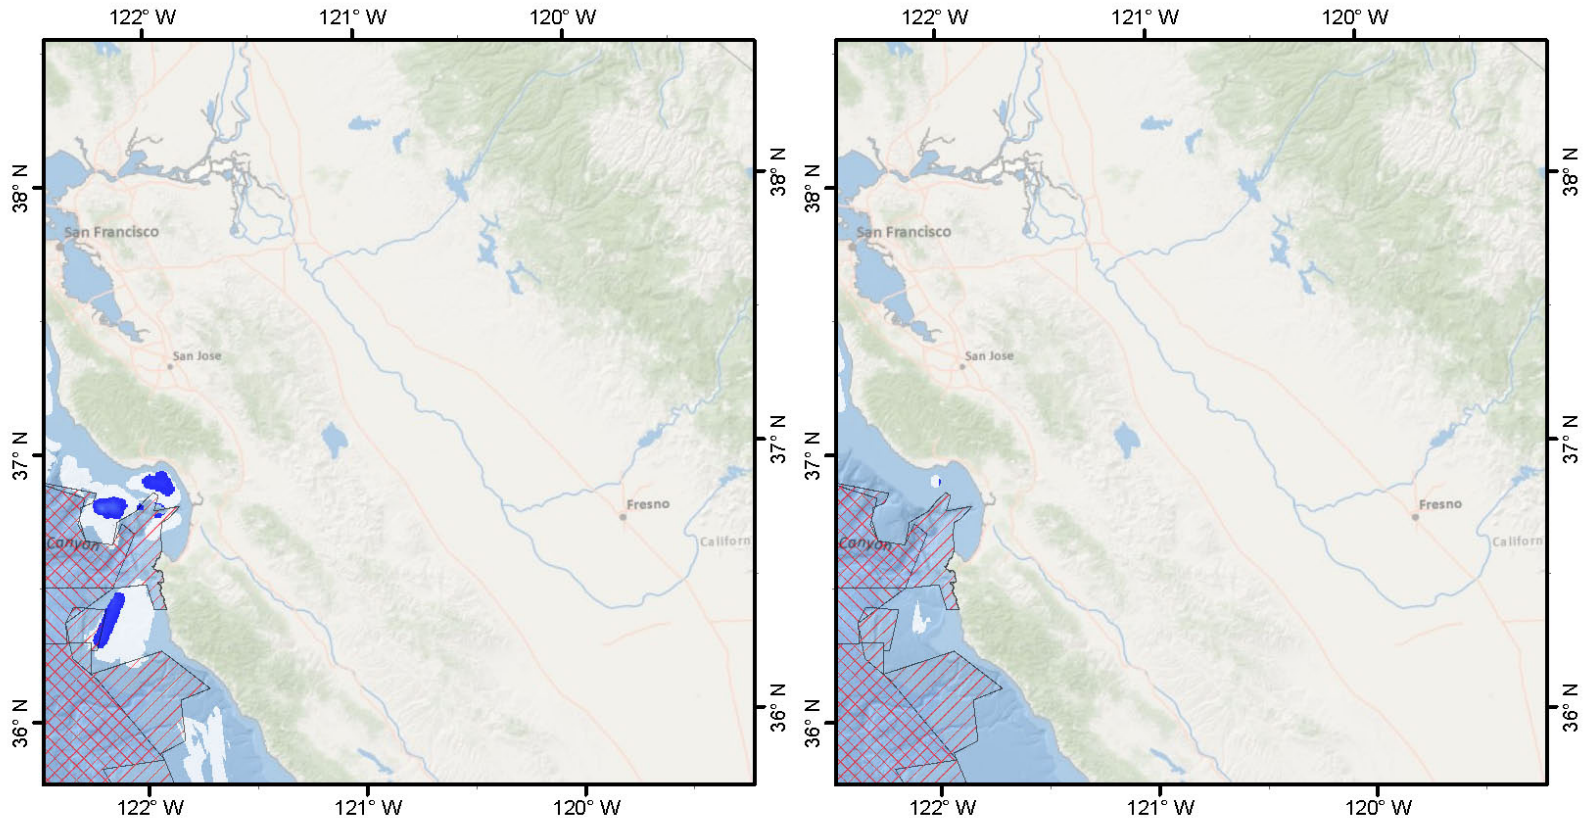 122° W 121° W 120° W 122° W 121° W 120° W
38° N 38° N 38° N 38° N
San Francisco San Francisco
San Jose San Jose
37° N 37° N 37° N 37° N
Fresno Fresno
Canyon Californ Canyon Californ
36° N 36° N 36° N 36° N
122° W 121° W 120° W 122° W 121° W 120° W